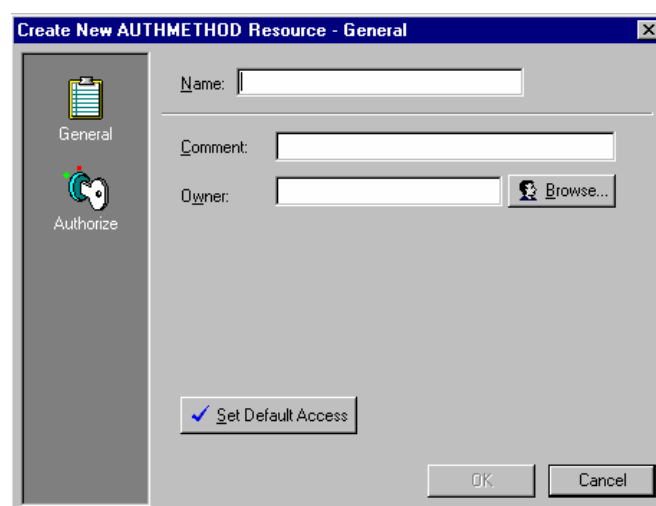 Create New AUTHMETHOD Resource - General
General
Authorize
Name:
Comment:
Owner:
Browse...
Set Default Access
OK
Cancel